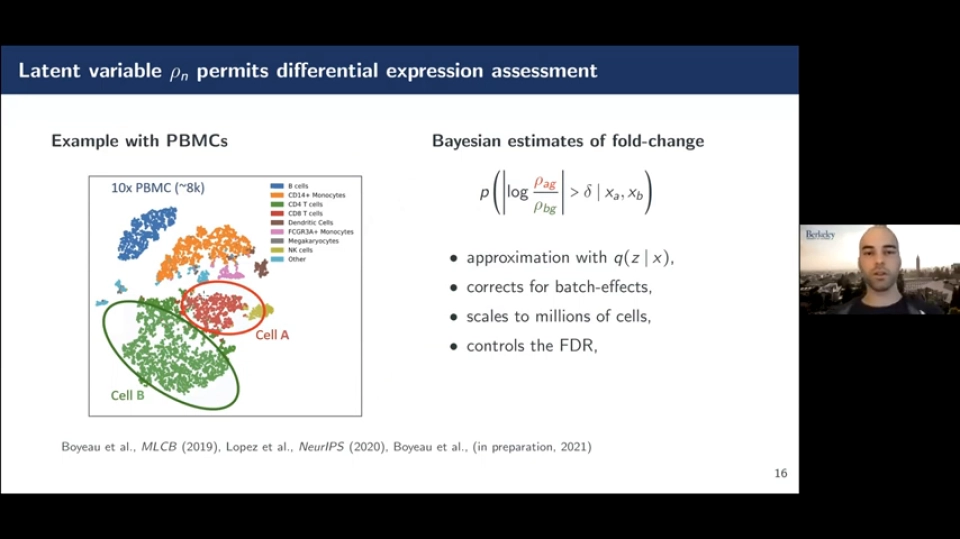 Latent variable ρn permits differential expression assessment
Example with PBMCs
10x PBMC (~8k)
B cells
CD14+ Monocytes
CD4 T cells
CD8 T cells
Dendritic Cells
FCGR3A+ Monocytes
Megakaryocytes
NK cells
Other
Cell A
Cell B
Bayesian estimates of fold-change
p(|log ρag/ρbg| > δ | xa, xb)
• approximation with q(z | x),
• corrects for batch-effects,
• scales to millions of cells,
• controls the FDR,
Boyeau et al., MLCB (2019), Lopez et al., NeurIPS (2020), Boyeau et al., (in preparation, 2021)
16
Berkeley